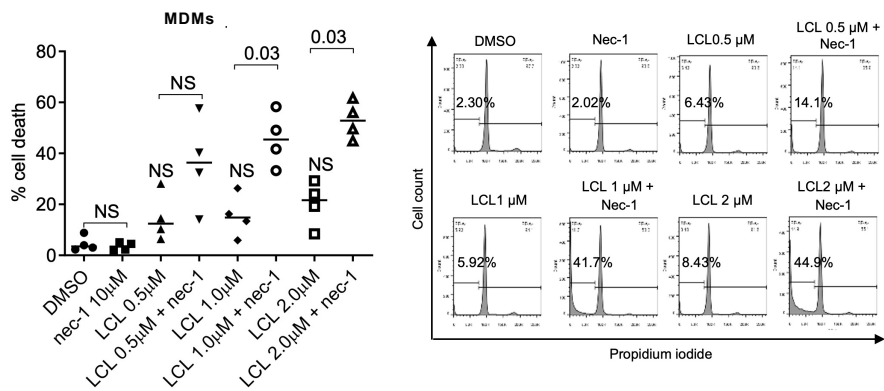 MDMs
% cell death
80
60
40
20
0
NS
NS
NS
NS
0.03
NS
0.03
DMSO
nec-1 10μM
LCL 0.5μM
LCL 0.5μM + nec-1
LCL 1.0μM
LCL 1.0μM + nec-1
LCL 2.0μM
LCL 2.0μM + nec-1
Cell count
DMSO
2.30%
Nec-1
2.02%
LCL0.5 μM
6.43%
LCL 0.5 μM +
Nec-1
14.1%
LCL1 μM
5.92%
LCL 1 μM +
Nec-1
41.7%
LCL 2 μM
8.43%
LCL2 μM +
Nec-1
44.9%
Propidium iodide